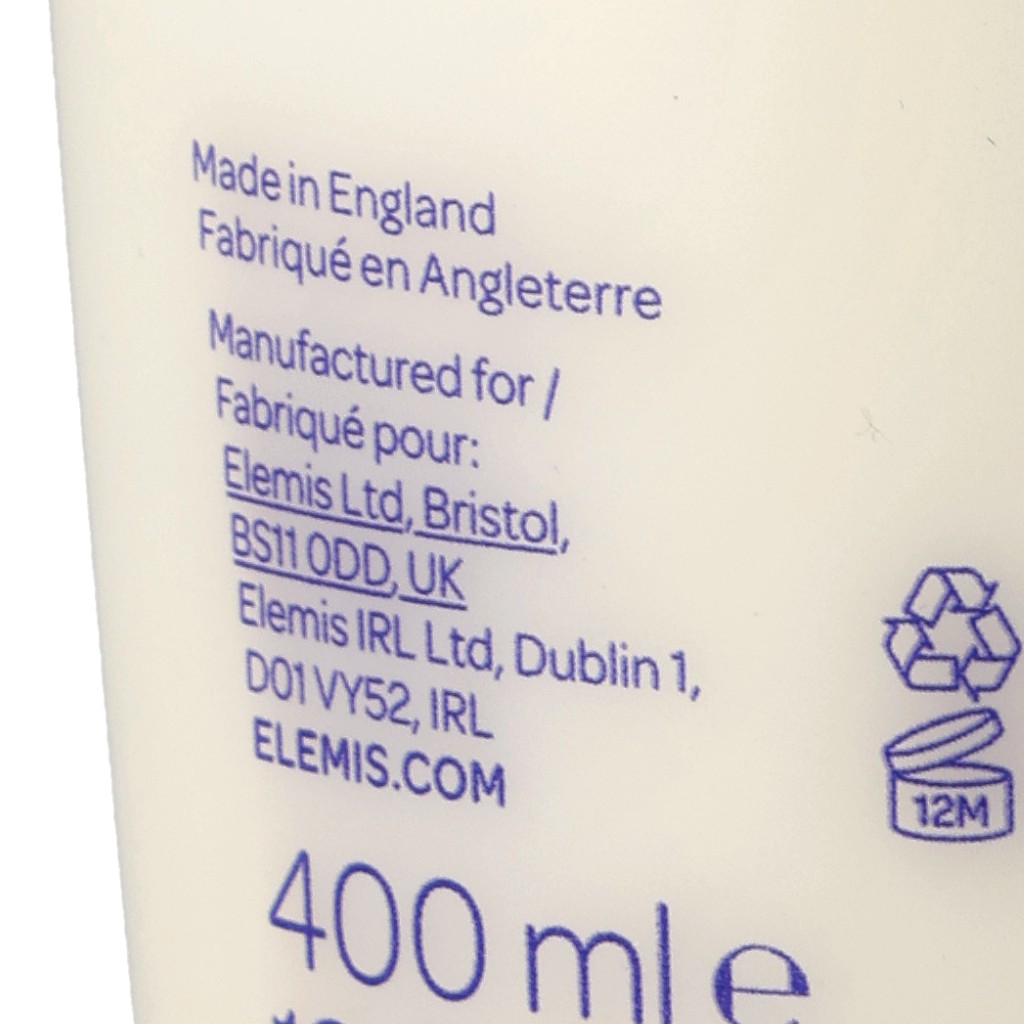 Made in England
Fabriqué en Angleterre
Manufactured for /
Fabriqué pour:
Elemis Ltd, Bristol,
BS11 0DD, UK
Elemis IRL Ltd, Dublin 1,
D01 VY52, IRL
ELEMIS.COM
12M
400 ml e